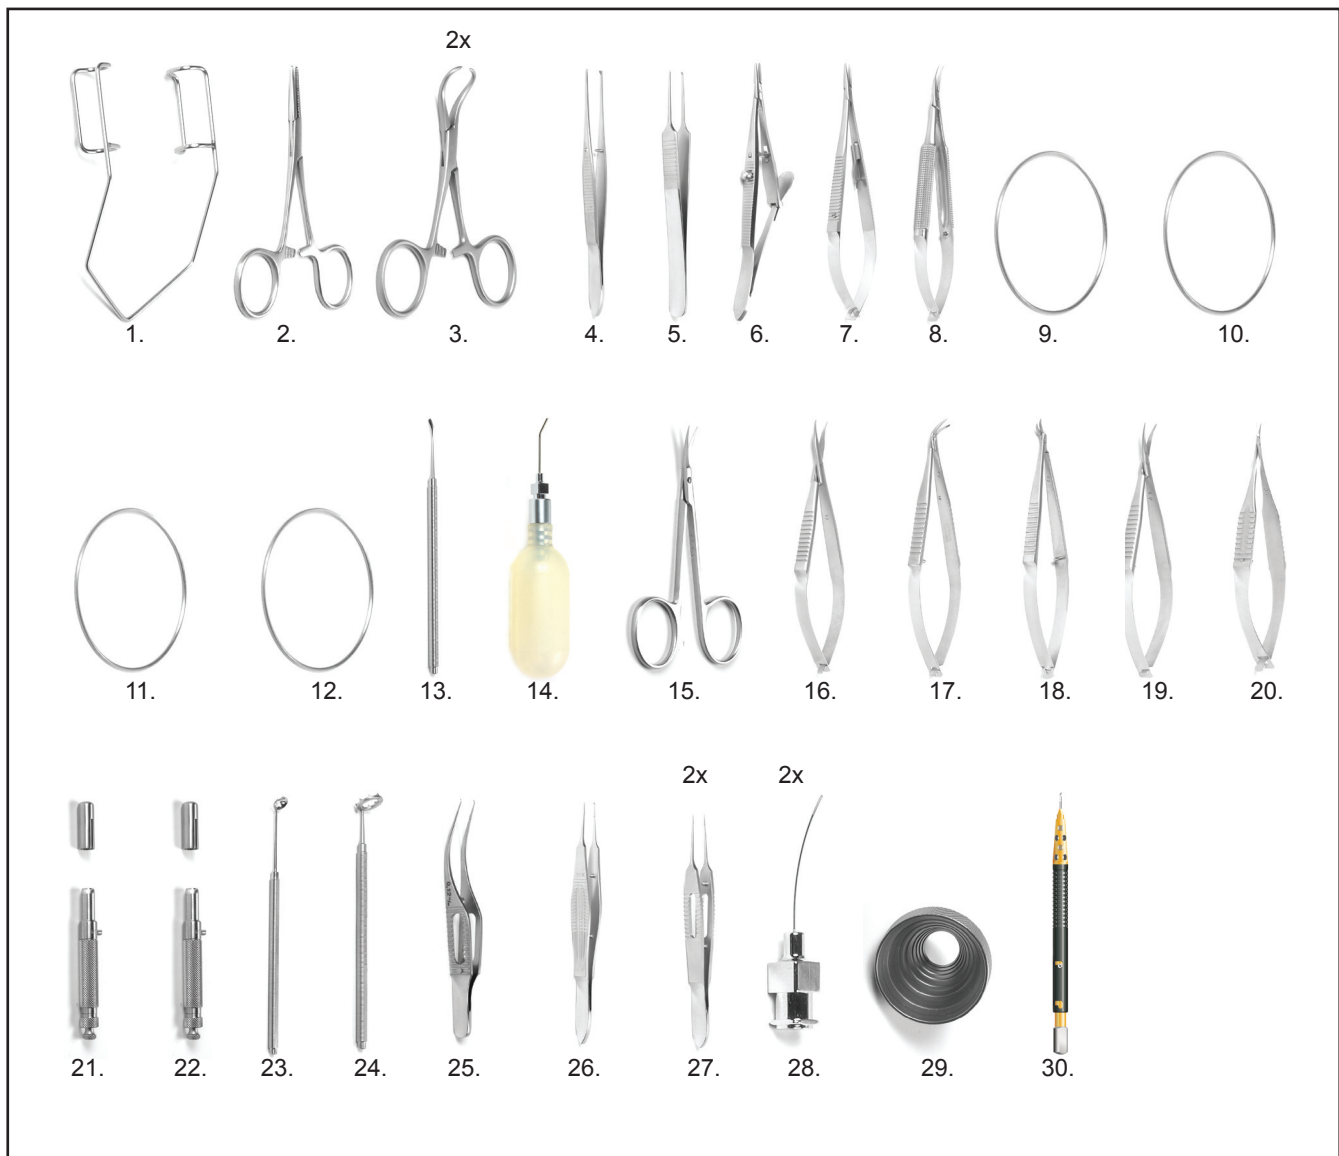 2x
1. 2. 3. 4. 5. 6. 7. 8. 9. 10.
11. 12. 13. 14. 15. 16. 17. 18. 19. 20.
2x 2x
21. 22. 23. 24. 25. 26. 27. 28. 29. 30.